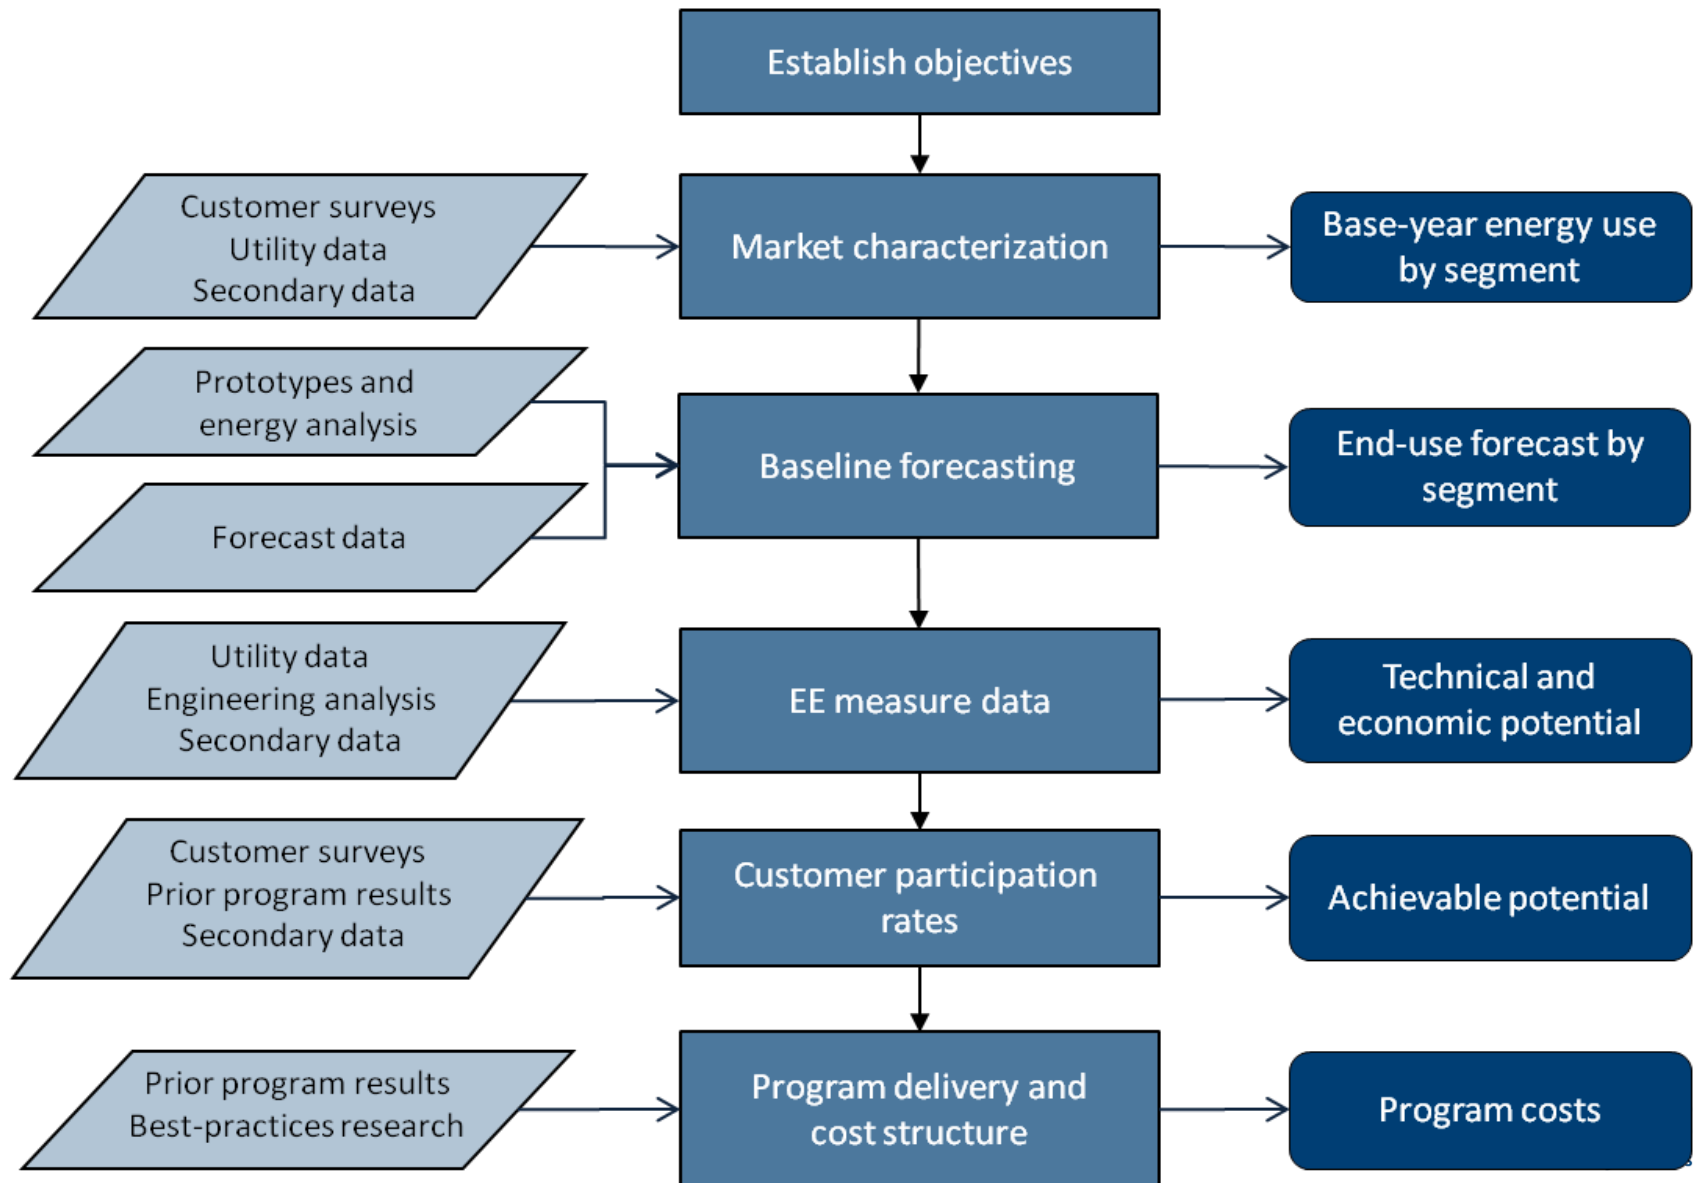 Establish objectives
Customer surveys
Utility data
Secondary data
Market characterization
Base-year energy use
by segment
Prototypes and
energy analysis
Forecast data
Baseline forecasting
End-use forecast by
segment
Utility data
Engineering analysis
Secondary data
EE measure data
Technical and
economic potential
Customer surveys
Prior program results
Secondary data
Customer participation
rates
Achievable potential
Prior program results
Best-practices research
Program delivery and
cost structure
Program costs